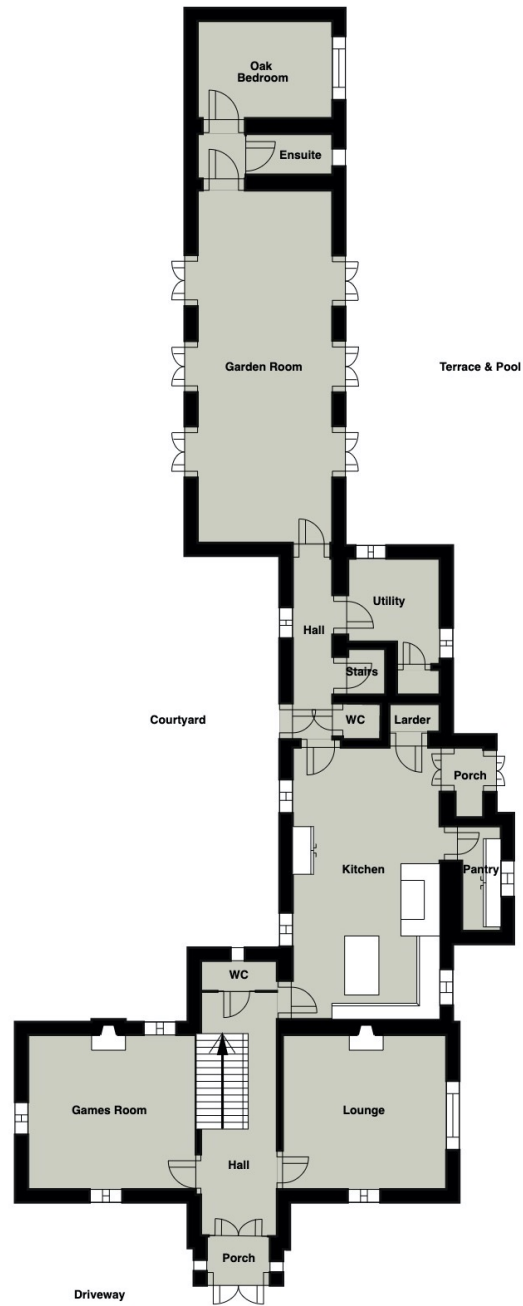 Oak
Bedroom
Ensuite
Garden Room
Terrace & Pool
Utility
Hall
Stairs
Courtyard
WC
Larder
Porch
Kitchen
Pantry
WC
Games Room
Lounge
Hall
Porch
Driveway